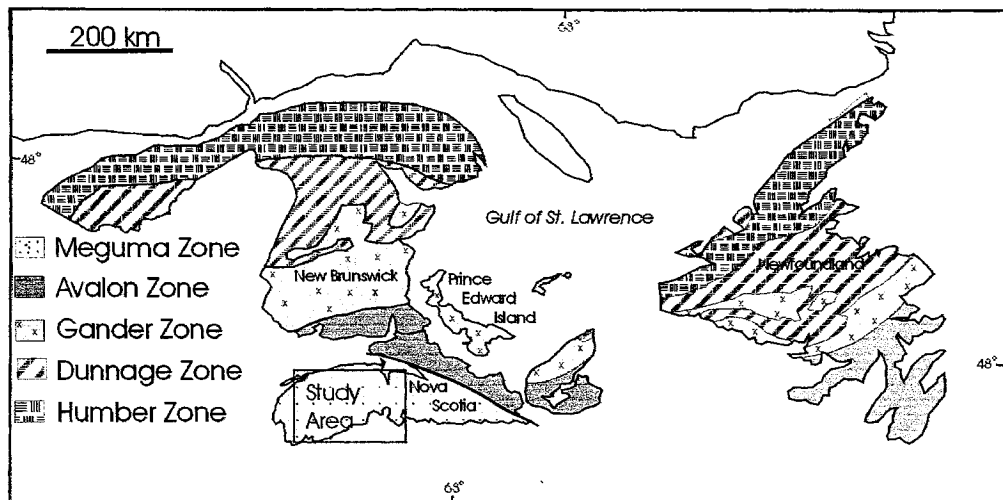 200 km
63°
48°
Gulf of St. Lawrence
Meguma Zone
Avalon Zone
Gander Zone
Dunnage Zone
Humber Zone
New Brunswick
Prince
Edward
Island
Newfoundland
48°
Study
Area
Nova
Scotia
63°